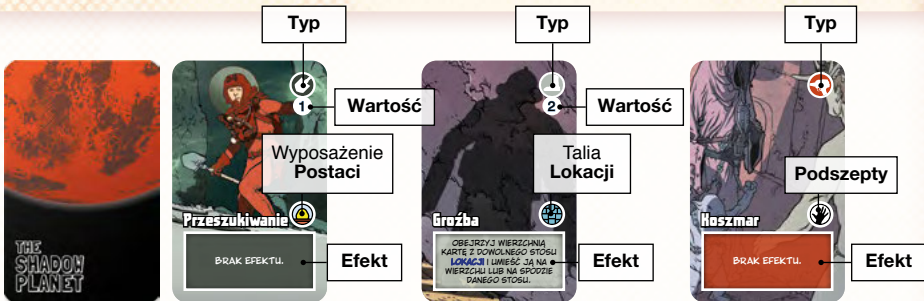 Typ
Typ
Typ
1
Wartość
2
Wartość
Wyposażenie
Postaci
Talia
Lokacji
Podszepty
Przeszukiwanie
Groźba
Koszmar
THE
SHADOW
PLANET
BRAK EFEKTU.
Efekt
OBEJRZYJ WIERZCHNIĄ
KARTĘ Z DOWOLNEGO STOSU
LOKACJI I UMIEŚĆ JĄ NA
WIERZCHU LUB NA SPODZIE
DANEGO STOSU.
Efekt
BRAK EFEKTU.
Efekt